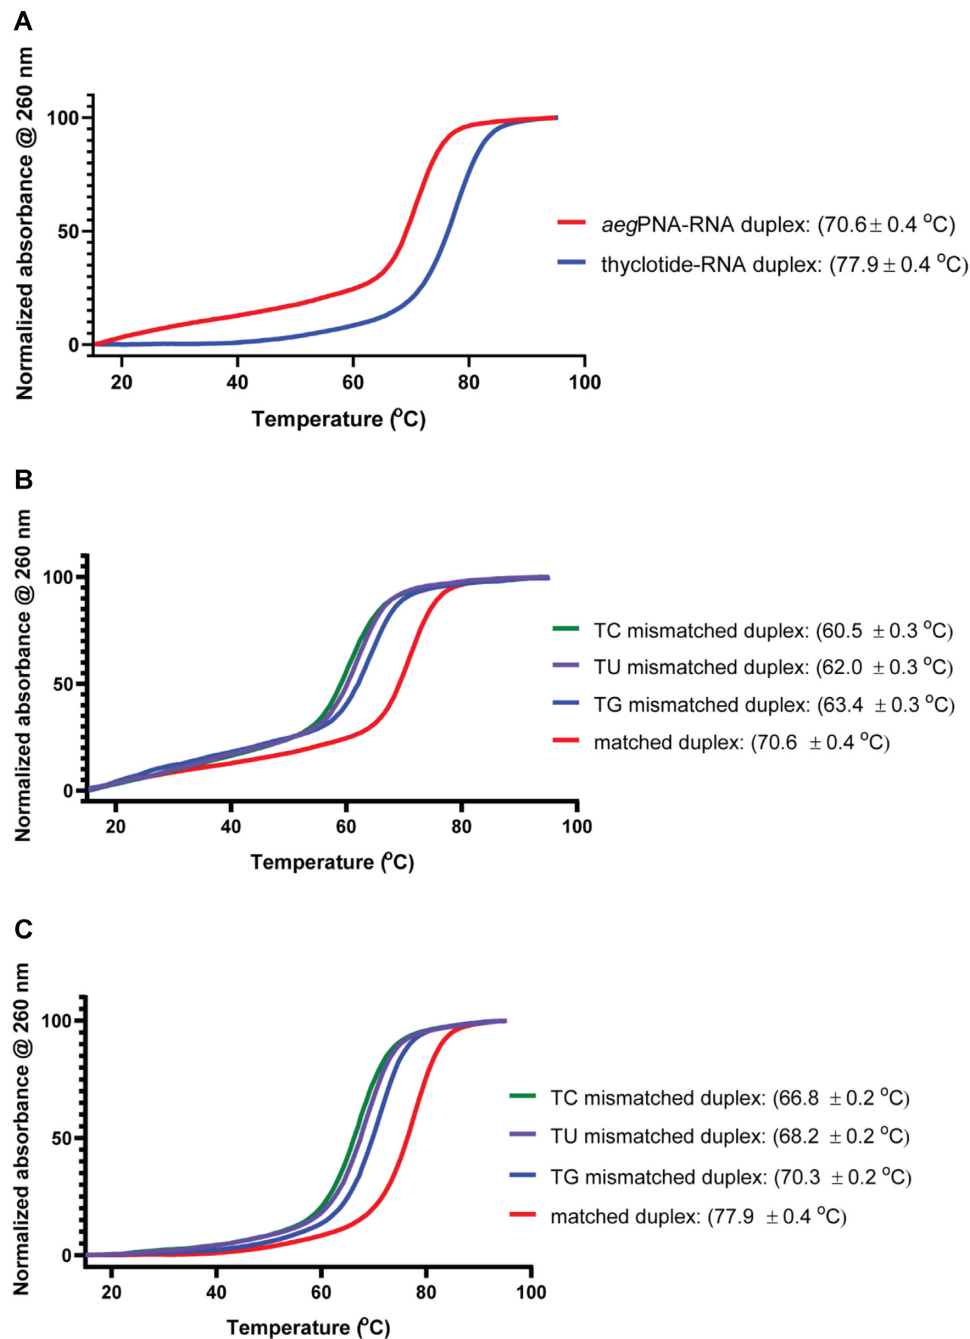 A
Normalized absorbance @ 260 nm
100
50
0
20 40 60 80 100
Temperature (°C)
aegPNA-RNA duplex: (70.6± 0.4 °C)
thyclotide-RNA duplex: (77.9 ± 0.4 °C)
B
Normalized absorbance @ 260 nm
100
50
0
20 40 60 80 100
Temperature (°C)
TC mismatched duplex: (60.5 ± 0.3 °C)
TU mismatched duplex: (62.0 ± 0.3 °C)
TG mismatched duplex: (63.4 ± 0.3 °C)
matched duplex: (70.6 ± 0.4 °C)
C
Normalized absorbance @ 260 nm
100
50
0
20 40 60 80 100
Temperature (°C)
TC mismatched duplex: (66.8 ± 0.2 °C)
TU mismatched duplex: (68.2 ± 0.2 °C)
TG mismatched duplex: (70.3 ± 0.2 °C)
matched duplex: (77.9 ± 0.4 °C)